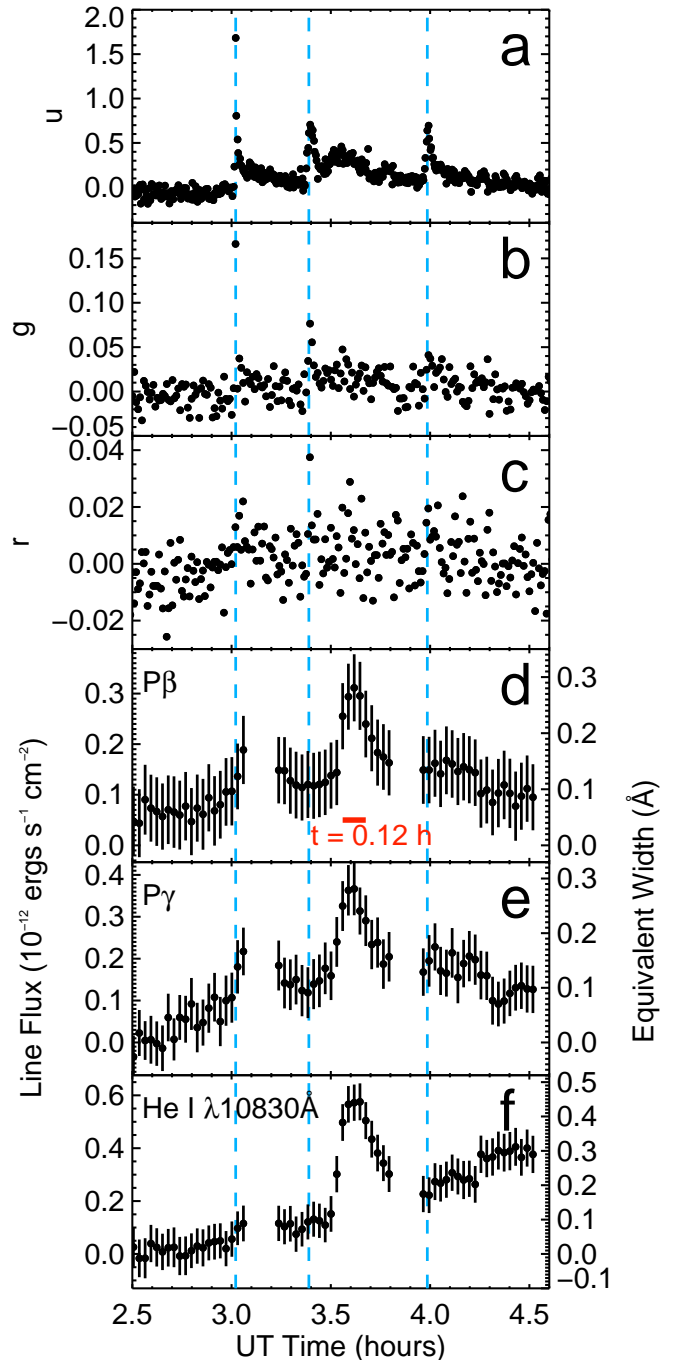 2.0
a
1.5
1.0
u
0.5
0.0
b
0.15
0.10
g
0.05
0.00
−0.05
0.04
c
0.02
r
0.00
−0.02
Pβ
d
0.3
0.3
0.2
0.2
0.1
0.1
t = 0.12 h
0.0
0.0
Line Flux (10⁻¹² ergs s⁻¹ cm⁻²)
Equivalent Width (Å)
0.4
Pγ
e
0.3
0.3
0.2
0.2
0.1
0.1
0.0
0.0
He I λ10830Å
f
0.6
0.5
0.4
0.4
0.3
0.2
0.2
0.1
0.0
0.0
−0.1
2.5 3.0 3.5 4.0 4.5
UT Time (hours)